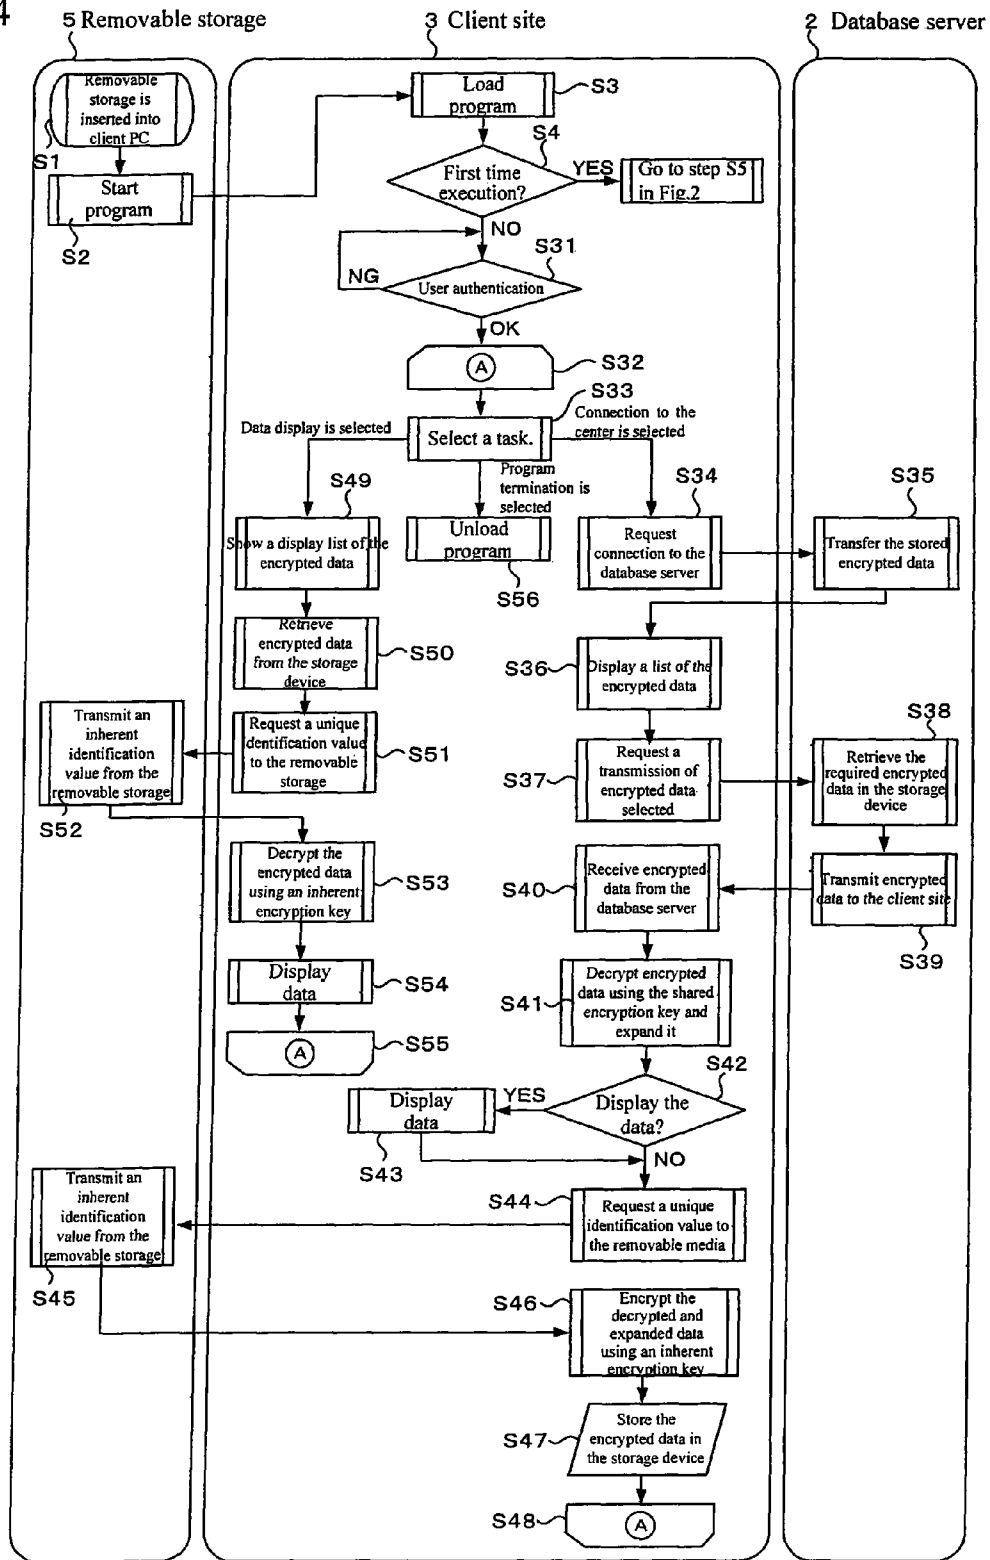 4
5 Removable storage
3 Client site
2 Database server
Removable
storage is
inserted into
client PC
S1
Start
program
S2
Load
program
S3
S4
First time
execution?
YES
Go to step S5
in Fig.2
NO
S31
NG
User authentication
OK
A
S32
S33
Data display is selected
Select a task.
Connection to the
center is selected
Program
termination is
selected
S49
S34
S35
Show a display list of the
encrypted data
Unload
program
S56
Request
connection to the
database server
Transfer the stored
encrypted data
Retrieve
encrypted data
from the storage
device
S50
S36
Display a list of the
encrypted data
Transmit an
inherent
identification
value from the
removable storage
S52
Request a unique
dentification value
to the removable
storage
S51
S37
Request a
transmission of
encrypted data
selected
S38
Retrieve the
required encrypted
data in the storage
device
Decrypt the
encrypted data
using an inherent
encryption key
S53
S40
Receive encrypted
data from the
database server
Transmit encrypted
data to the client site
S39
Display
data
S54
S41
Decrypt encrypted
data using the shared
encryption key and
expand it
A
S55
S42
Display the
data?
YES
Display
data
S43
NO
Transmit an
inherent
identification
value from the
removable storage
S45
S44
Request a unique
identification value to
the removable media
S46
Encrypt the
decrypted and
expanded data
using an inherent
encryption key
S47
Store the
encrypted data in
the storage device
S48
A